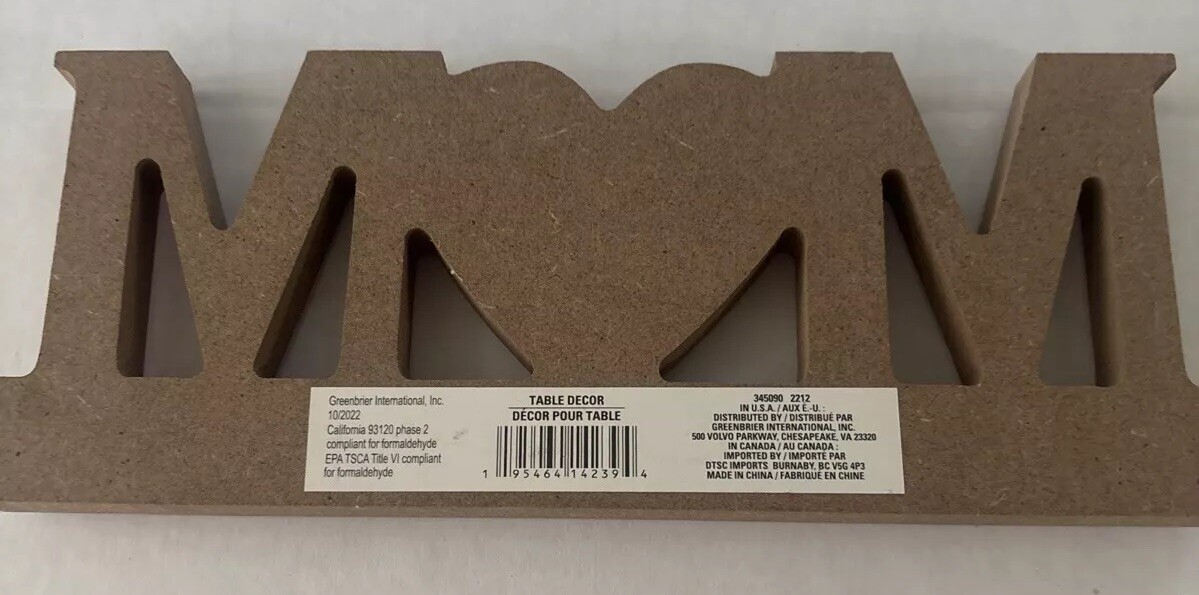 M M
Greenbrier International, Inc.
10/2022
California 93120 phase 2
compliant for formaldehyde
EPA TSCA Title VI compliant
for formaldehyde
TABLE DECOR
DÉCOR POUR TABLE
1 95464 14239 4
345090 2212
IN U.S.A. / AUX É.-U. :
DISTRIBUTED BY / DISTRIBUÉ PAR
GREENBRIER INTERNATIONAL, INC.
500 VOLVO PARKWAY, CHESAPEAKE, VA 23320
IN CANADA / AU CANADA :
IMPORTED BY / IMPORTÉ PAR
DTSC IMPORTS BURNABY, BC V5G 4P3
MADE IN CHINA / FABRIQUÉ EN CHINE